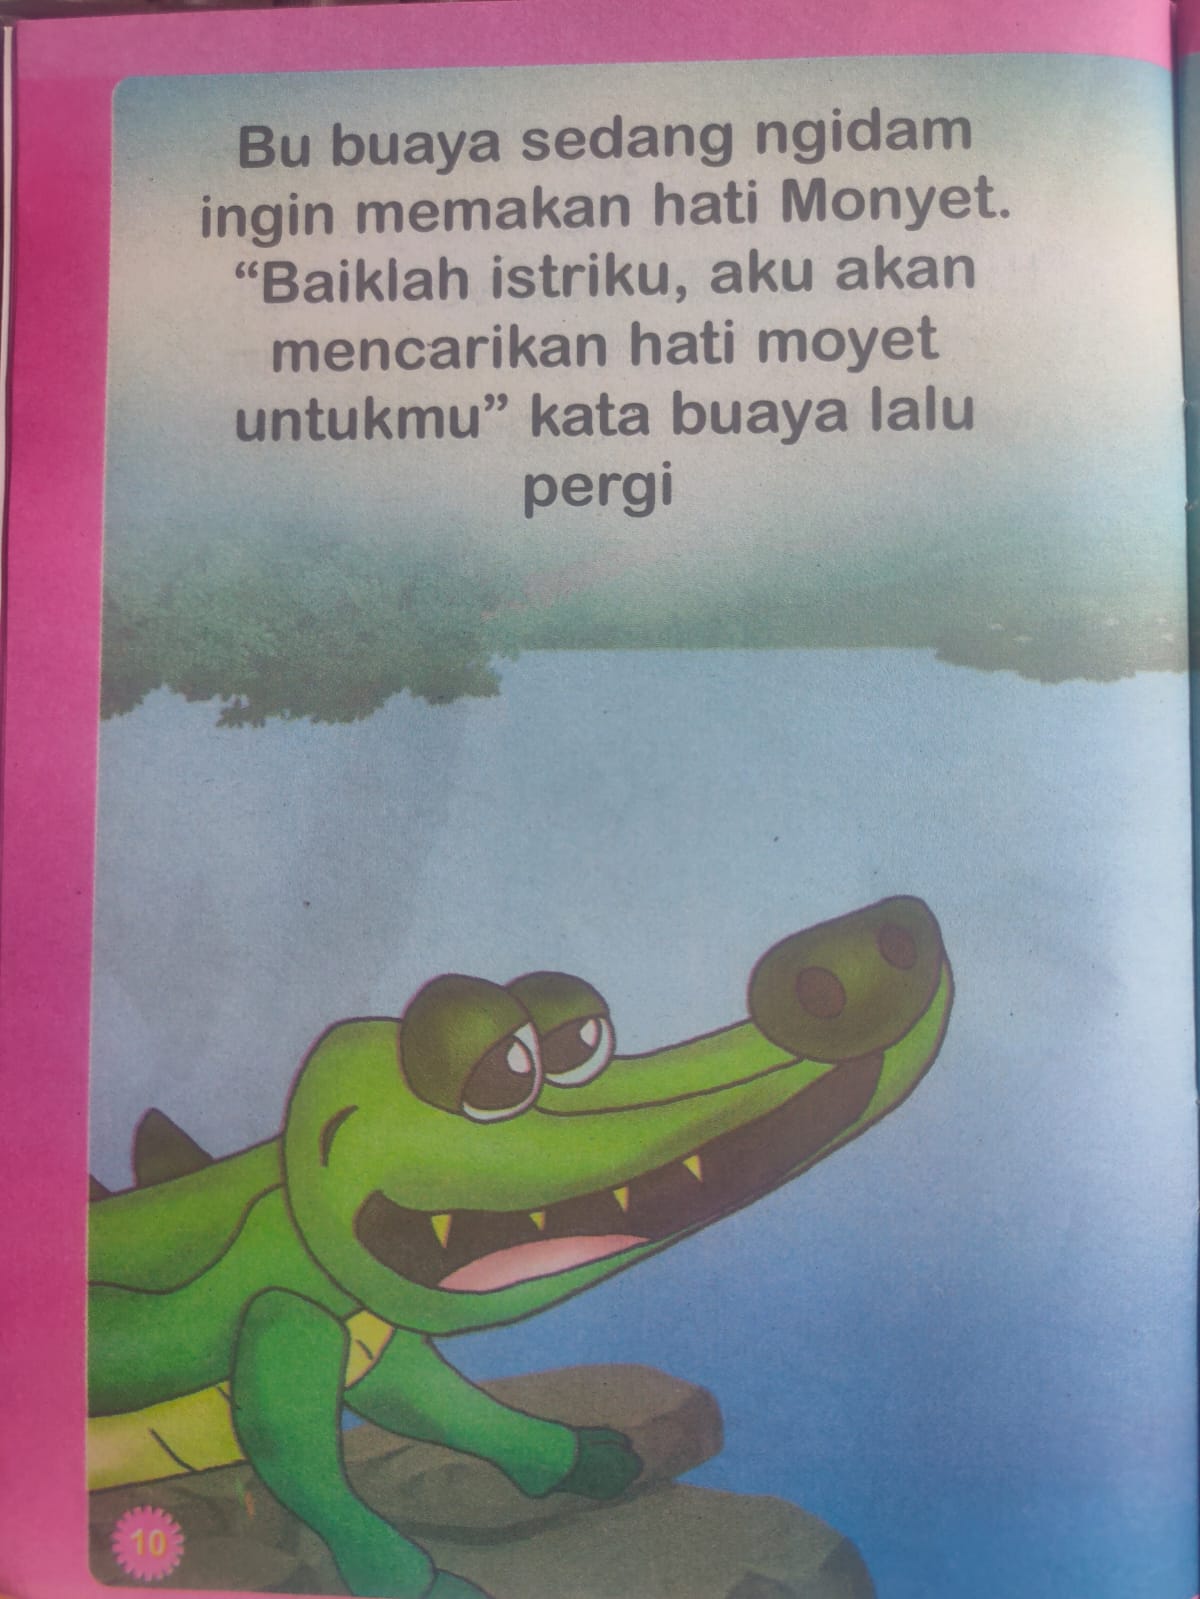 Bu buaya sedang ngidam
ingin memakan hati Monyet.
“Baiklah istriku, aku akan
mencarikan hati moyet
untukmu” kata buaya lalu
pergi
10